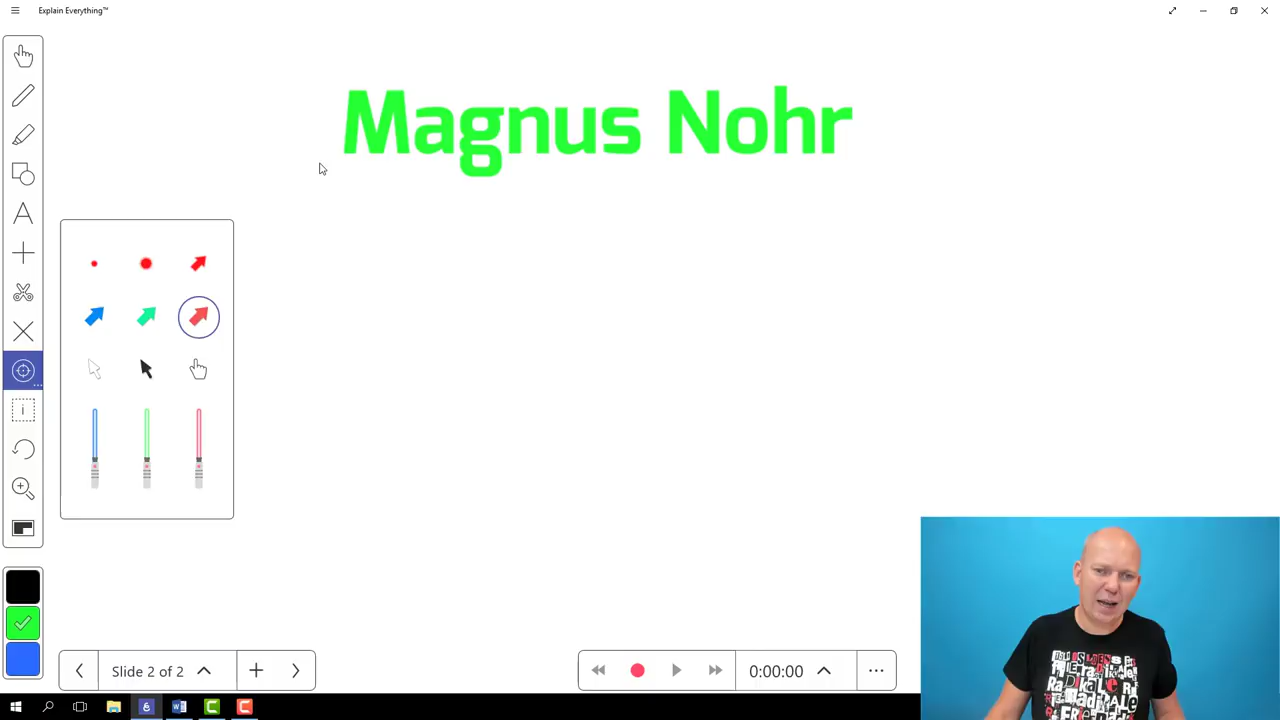 Explain Everything™
Magnus Nohr
A
i
Slide 2 of 2
0:00:00